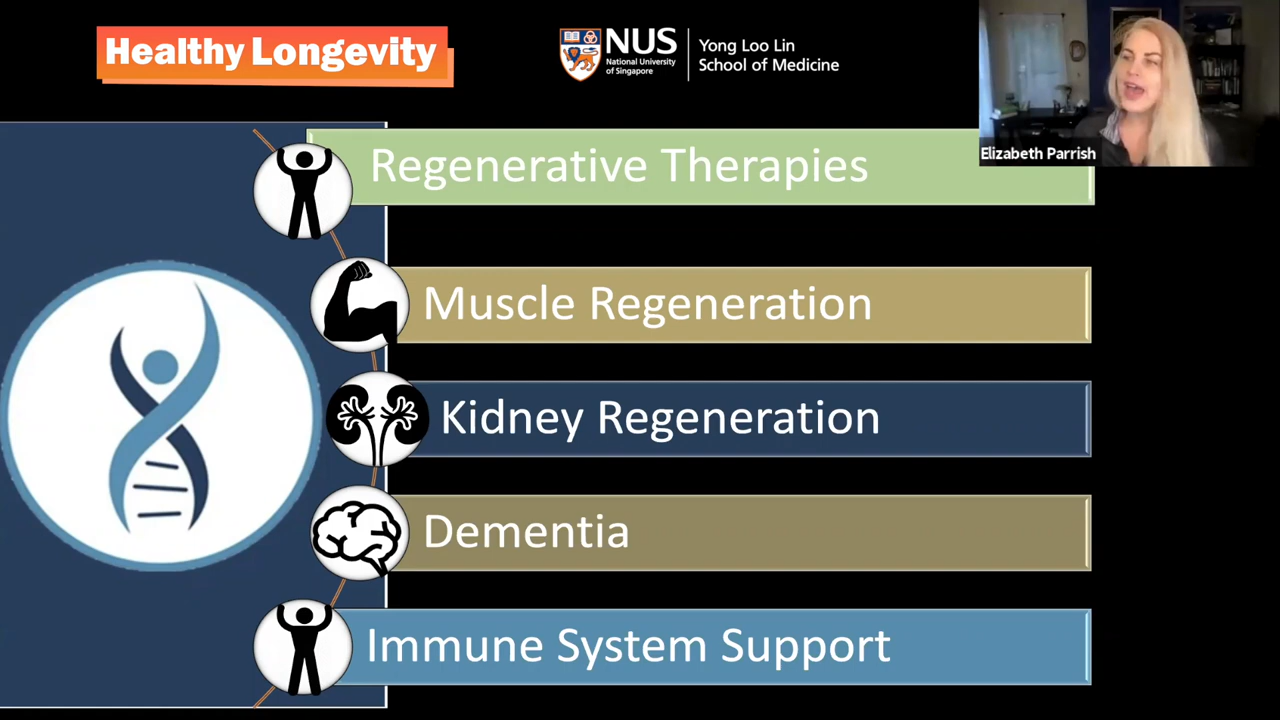 Healthy Longevity
NUS
National University
of Singapore
Yong Loo Lin
School of Medicine
Elizabeth Parrish
Regenerative Therapies
Muscle Regeneration
Kidney Regeneration
Dementia
Immune System Support